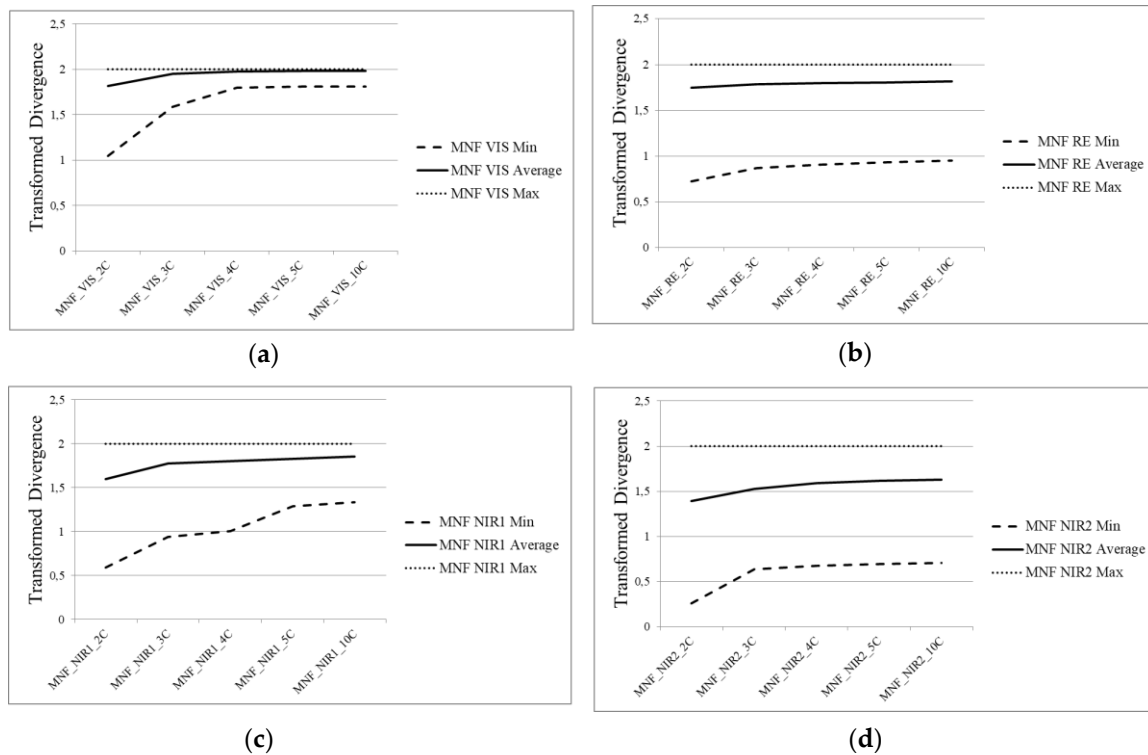 2,5
2
1,5
1
0,5
0
Transformed Divergence
MNF_VIS_2C
MNF_VIS_3C
MNF_VIS_4C
MNF_VIS_5C
MNF_VIS_10C
MNF VIS Min
MNF VIS Average
MNF VIS Max
(a)
2,5
2
1,5
1
0,5
0
Transformed Divergence
MNF_RE_2C
MNF_RE_3C
MNF_RE_4C
MNF_RE_5C
MNF_RE_10C
MNF RE Min
MNF RE Average
MNF RE Max
(b)
2,5
2
1,5
1
0,5
0
Transformed Divergence
MNF_NIR1_2C
MNF_NIR1_3C
MNF_NIR1_4C
MNF_NIR1_5C
MNF_NIR1_10C
MNF NIR1 Min
MNF NIR1 Average
MNF NIR1 Max
(c)
2,5
2
1,5
1
0,5
0
Transformed Divergence
MNF_NIR2_2C
MNF_NIR2_3C
MNF_NIR2_4C
MNF_NIR2_5C
MNF_NIR2_10C
MNF NIR2 Min
MNF NIR2 Average
MNF NIR2 Max
(d)